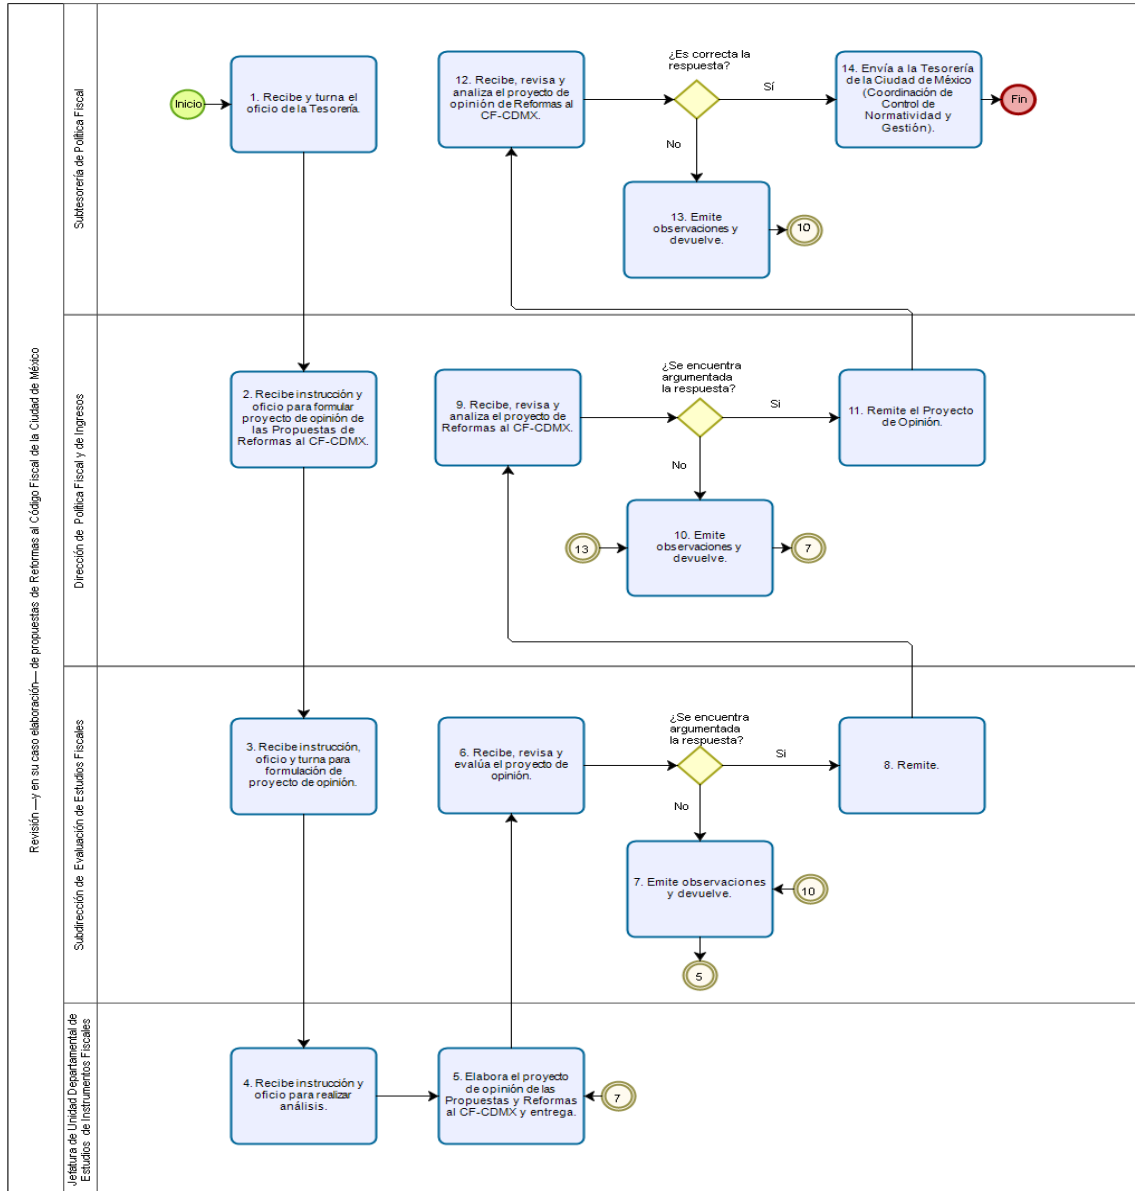 Revisión —y en su caso elaboración— de propuestas de Reformas al Código Fiscal de la Ciudad de México
Subtesorería de Política Fiscal
Inicio
1. Recibe y turna el
oficio de la Tesorería.
12. Recibe, revisa y
analiza el proyecto de
opinión de Reformas al
CF-CDMX.
¿Es correcta la
respuesta?
Sí
No
14. Envía a la Tesorería
de la Ciudad de México
(Coordinación de
Control de
Normatividad y
Gestión).
Fin
13. Emite
observaciones y
devuelve.
10
Dirección de Política Fiscal y de Ingresos
2. Recibe instrucción y
oficio para formular
proyecto de opinión de
las Propuestas de
Reformas al CF-CDMX.
9. Recibe, revisa y
analiza el proyecto de
Reformas al CF-CDMX.
¿Se encuentra
argumentada
la respuesta?
Si
No
11. Remite el Proyecto
de Opinión.
13
10. Emite
observaciones y
devuelve.
7
Subdirección de Evaluación de Estudios Fiscales
3. Recibe instrucción,
oficio y turna para
formulación de
proyecto de opinión.
6. Recibe, revisa y
evalúa el proyecto de
opinión.
¿Se encuentra
argumentada
la respuesta?
Si
No
8. Remite.
7. Emite observaciones
y devuelve.
10
5
Jefatura de Unidad Departamental de
Estudios de Instrumentos Fiscales
4. Recibe instrucción y
oficio para realizar
análisis.
5. Elabora el proyecto
de opinión de las
Propuestas y Reformas
al CF-CDMX y entrega.
7